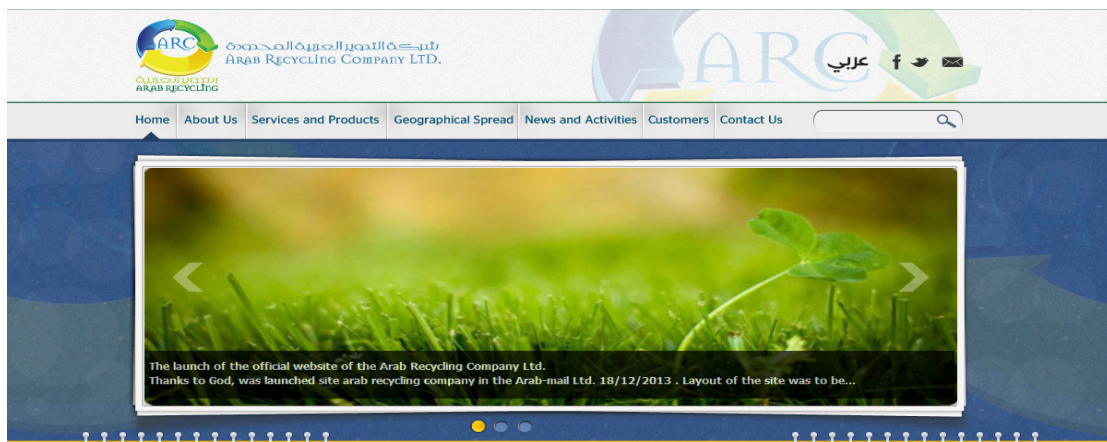 ARC
شركة التدوير العربية المحدودة
ARAB RECYCLING COMPANY LTD.
التدوير العربية
ARAB RECYCLING
ARC
عربي
Home About Us Services and Products Geographical Spread News and Activities Customers Contact Us
The launch of the official website of the Arab Recycling Company Ltd.
Thanks to God, was launched site arab recycling company in the Arab-mail Ltd. 18/12/2013 . Layout of the site was to be...